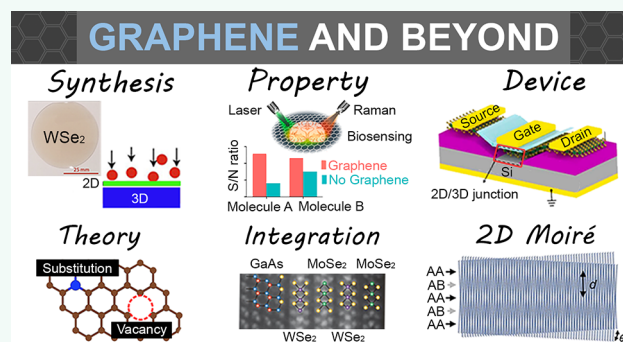 GRAPHENE AND BEYOND
Synthesis
Property
Device
WSe₂
25 mm
2D
3D
Laser
Raman
Biosensing
S/N ratio
Graphene
No Graphene
Molecule A
Molecule B
Source
Gate
Drain
Si
2D/3D junction
Theory
Integration
2D Moiré
Substitution
Vacancy
GaAs
MoSe₂
MoSe₂
WSe₂
WSe₂
AA
AB
AA
AB
AA
d